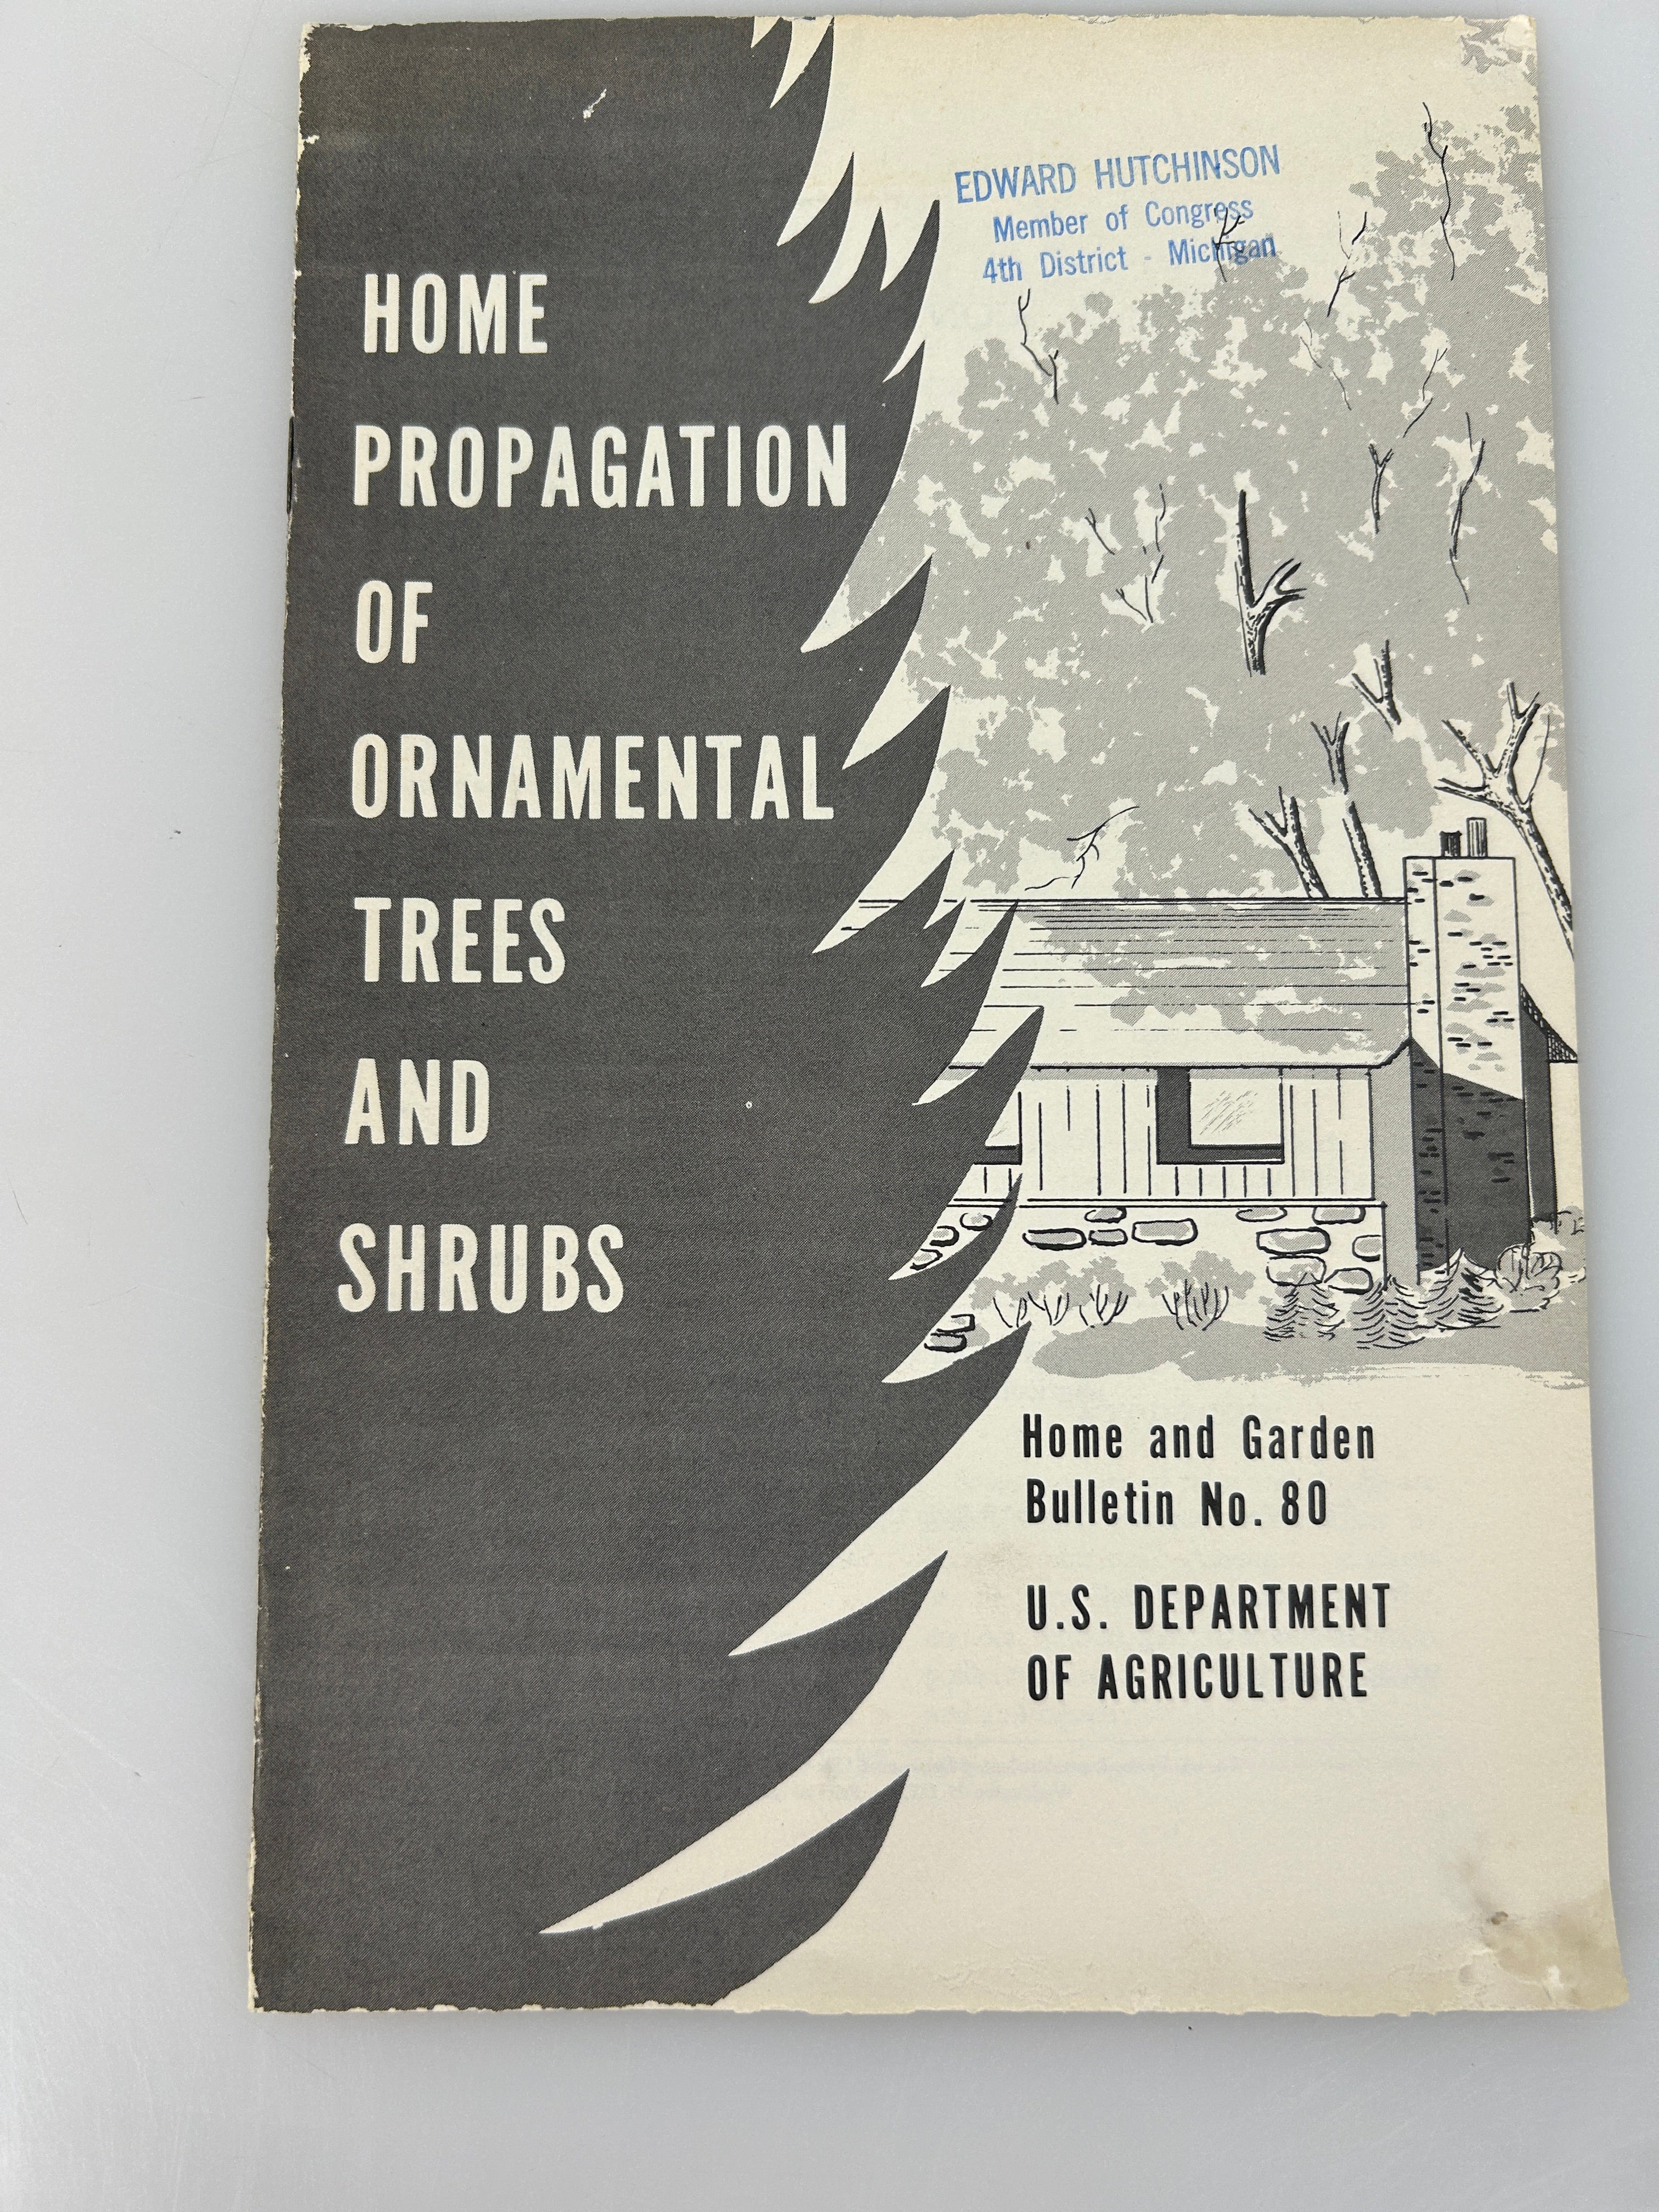 EDWARD HUTCHINSON
Member of Congress
4th District - Michigan
HOME
PROPAGATION
OF
ORNAMENTAL
TREES
AND
SHRUBS
Home and Garden
Bulletin No. 80
U.S. DEPARTMENT
OF AGRICULTURE